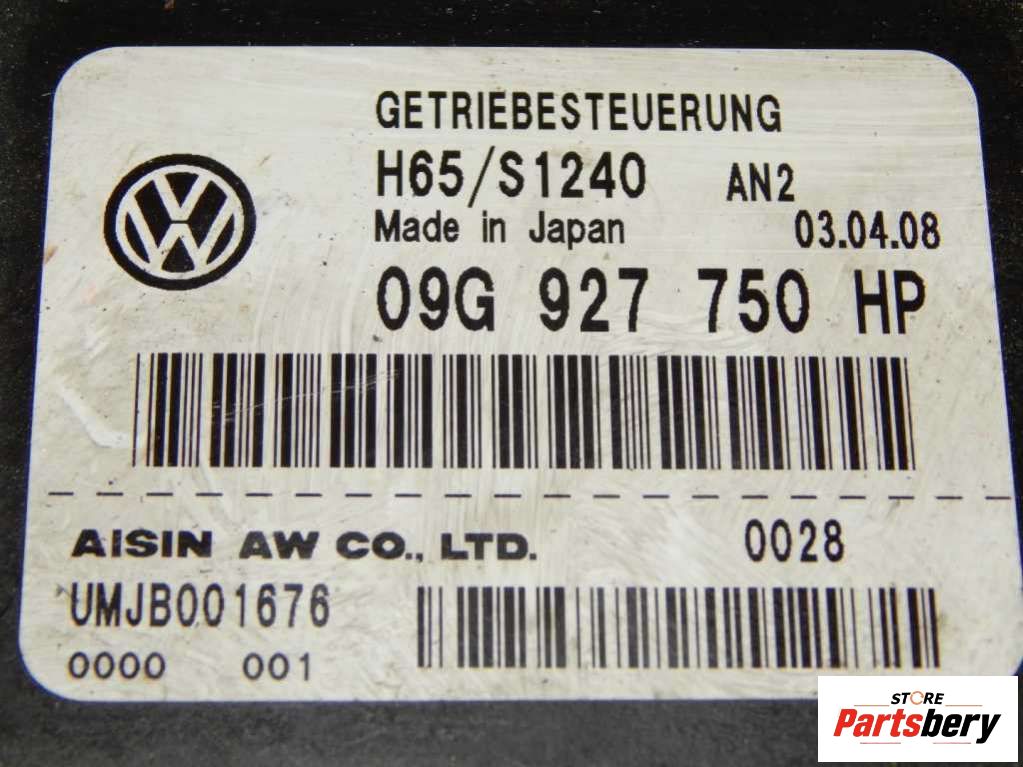 GETRIEBESTEUERUNG
H65/S1240 AN2
Made in Japan 03.04.08
09G 927 750 HP
AISIN AW CO., LTD. 0028
UMJB001676
0000 001
STORE
Partsbery